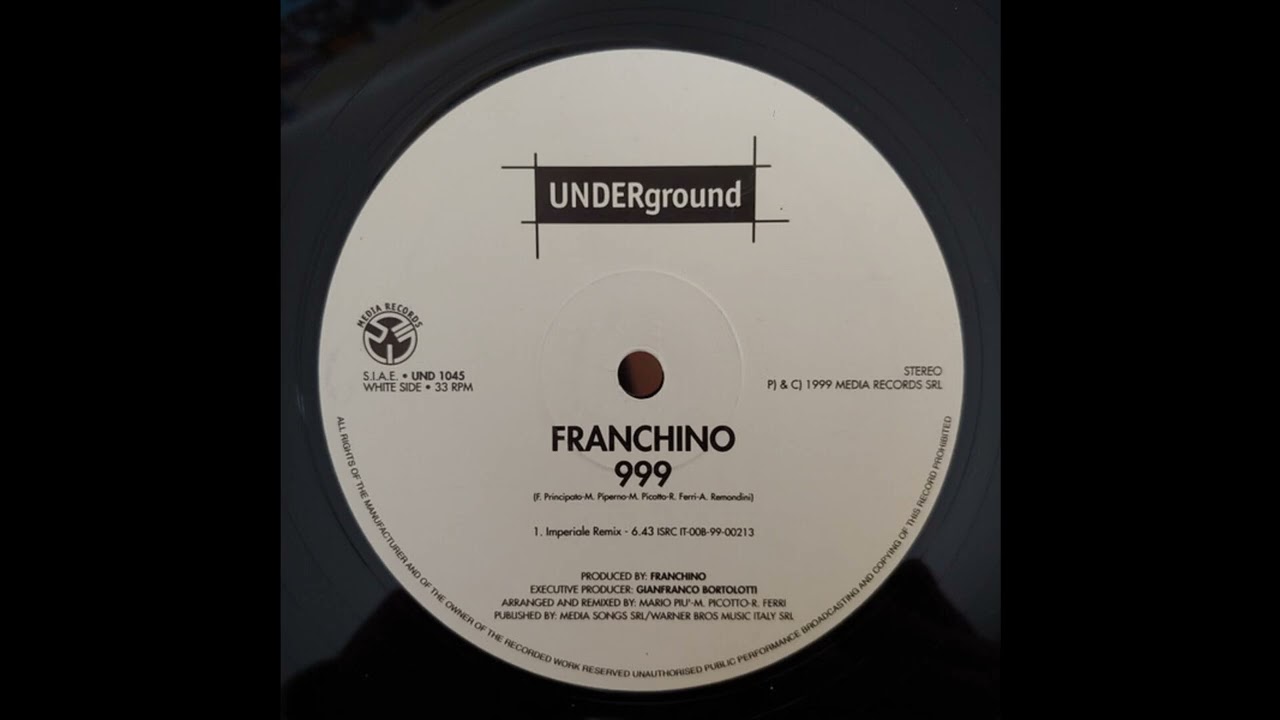 UNDERground
MEDIA RECORDS
S.I.A.E. • UND 1045
WHITE SIDE • 33 RPM
STEREO
P) & C) 1999 MEDIA RECORDS SRL
FRANCHINO
999
(F. Principato-M. Piperno-M. Picotto-R. Ferri-A. Remondini)
1. Imperiale Remix - 6.43 ISRC IT-00B-99-00213
PRODUCED BY: FRANCHINO
EXECUTIVE PRODUCER: GIANFRANCO BORTOLOTTI
ARRANGED AND REMIXED BY: MARIO PIU'-M. PICOTTO-R. FERRI
PUBLISHED BY: MEDIA SONGS SRL/WARNER BROS MUSIC ITALY SRL
ALL RIGHTS OF THE MANUFACTURER AND OF THE OWNER OF THE RECORDED WORK RESERVED UNAUTHORISED PUBLIC PERFORMANCE BROADCASTING AND COPYING OF THIS RECORD PROHIBITED